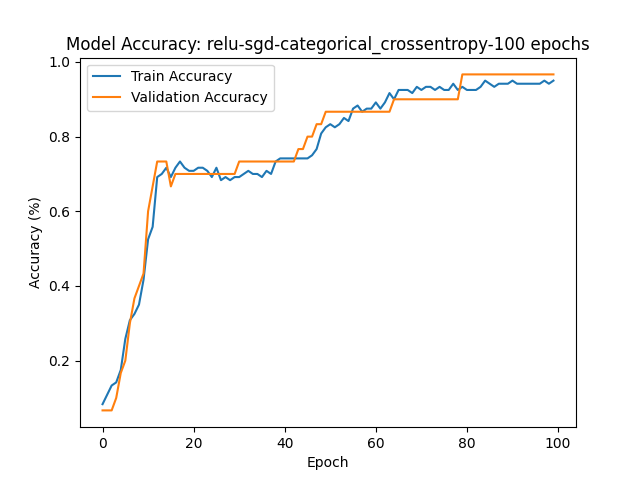 Model Accuracy: relu-sgd-categorical_crossentropy-100 epochs
Train Accuracy
Validation Accuracy
Accuracy (%)
1.0
0.8
0.6
0.4
0.2
0 20 40 60 80 100
Epoch